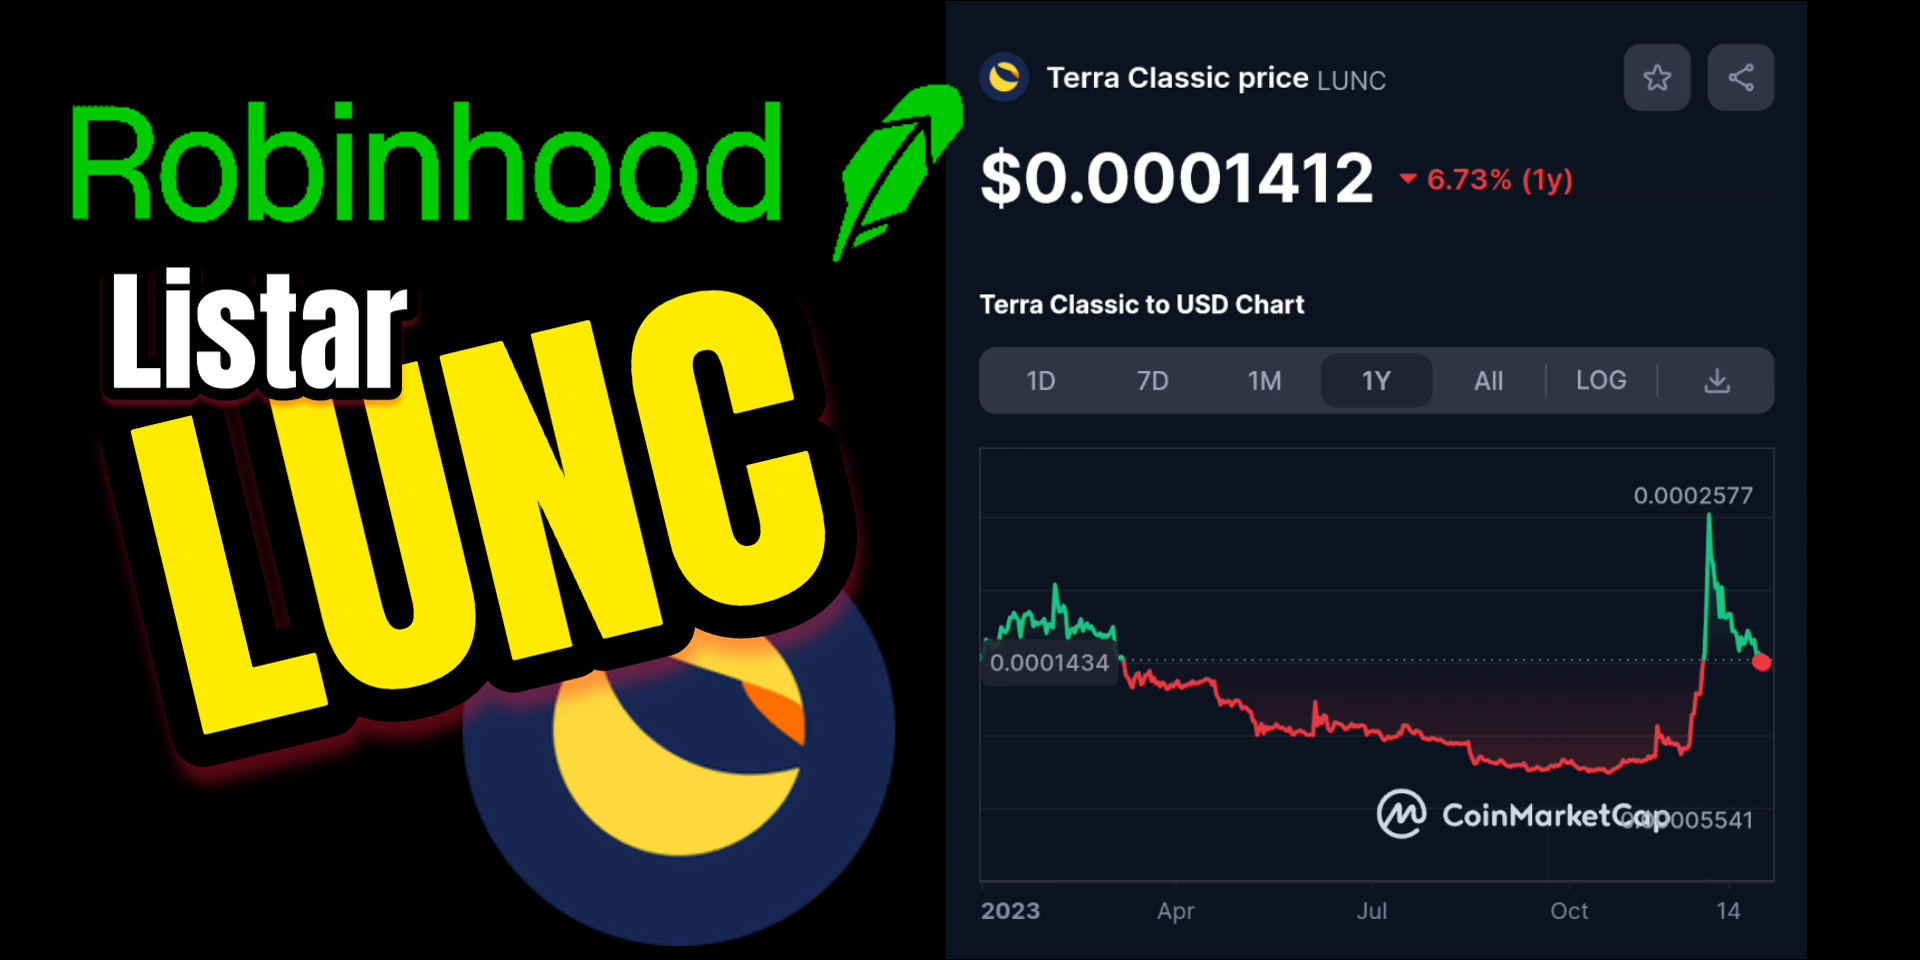 Robinhood
Listar
LUNC
Terra Classic price LUNC
$0.0001412 6.73% (1y)
Terra Classic to USD Chart
1D 7D 1M 1Y All LOG
0.0002577
0.0001434
CoinMarketCap
005541
2023 Apr Jul Oct 14